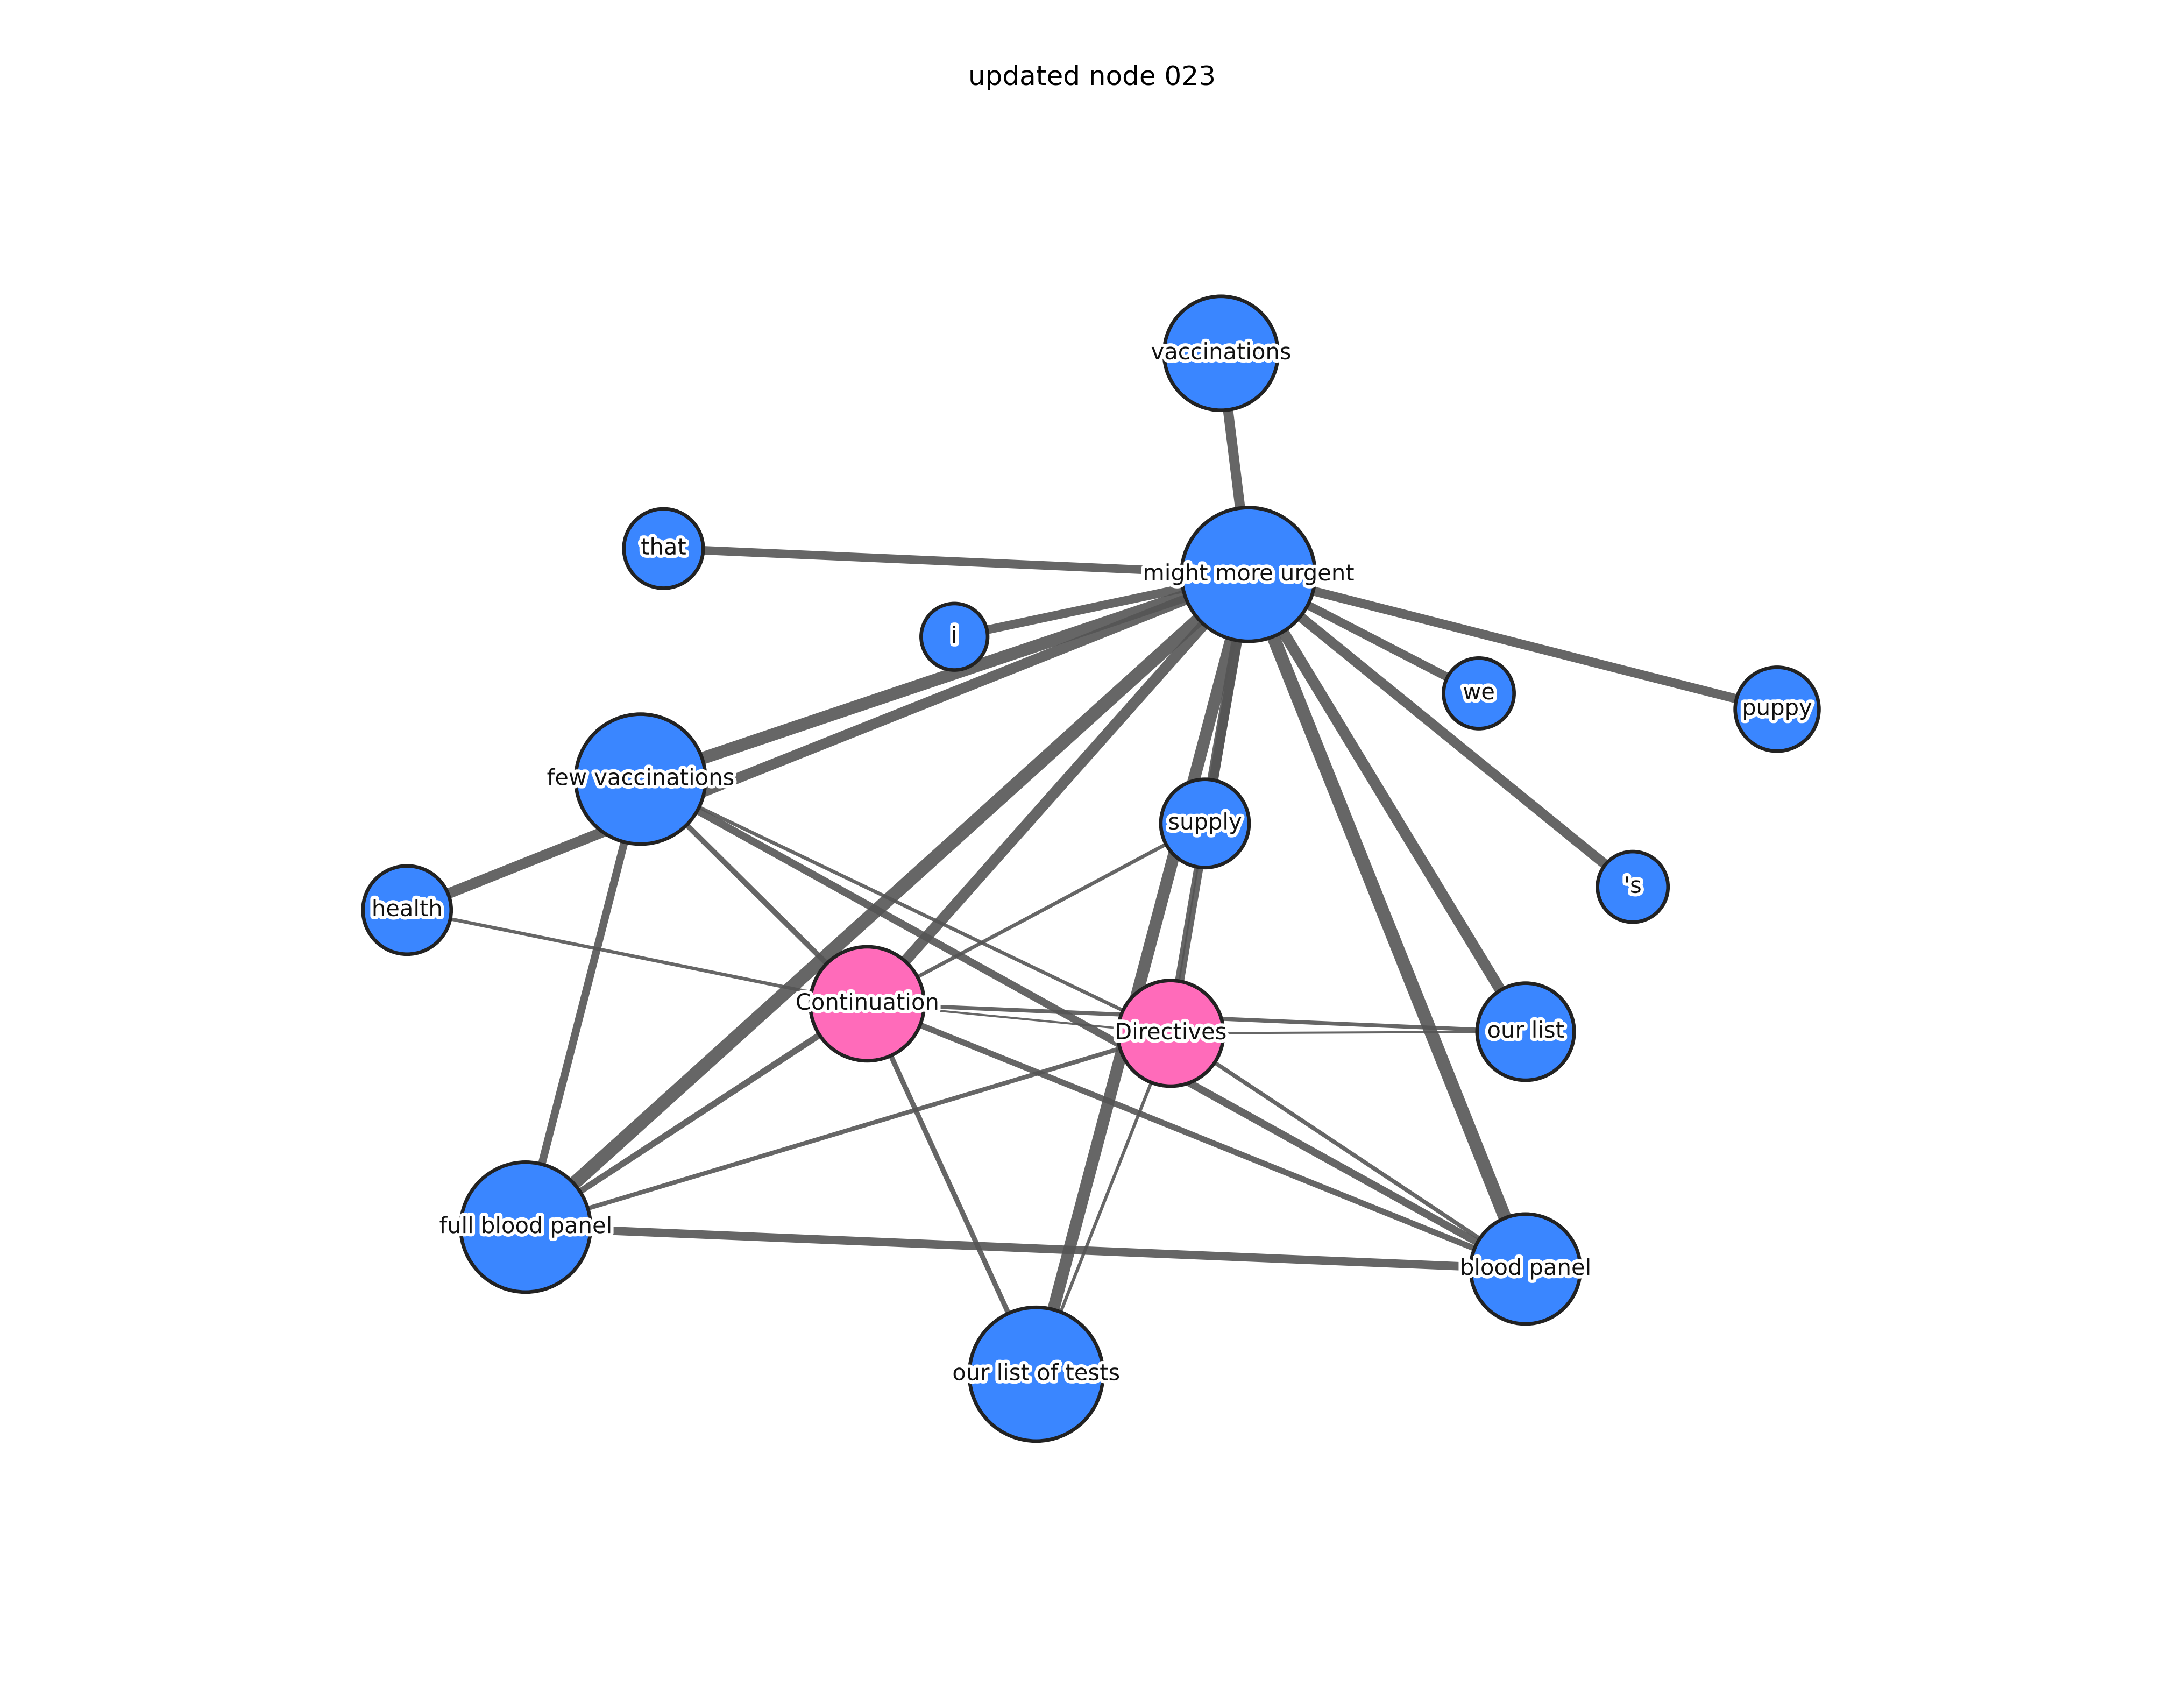 updated node 023
vaccinations
that
might more urgent
i
we
puppy
few vaccinations
supply
's
health
Continuation
Directives
our list
full blood panel
blood panel
our list of tests